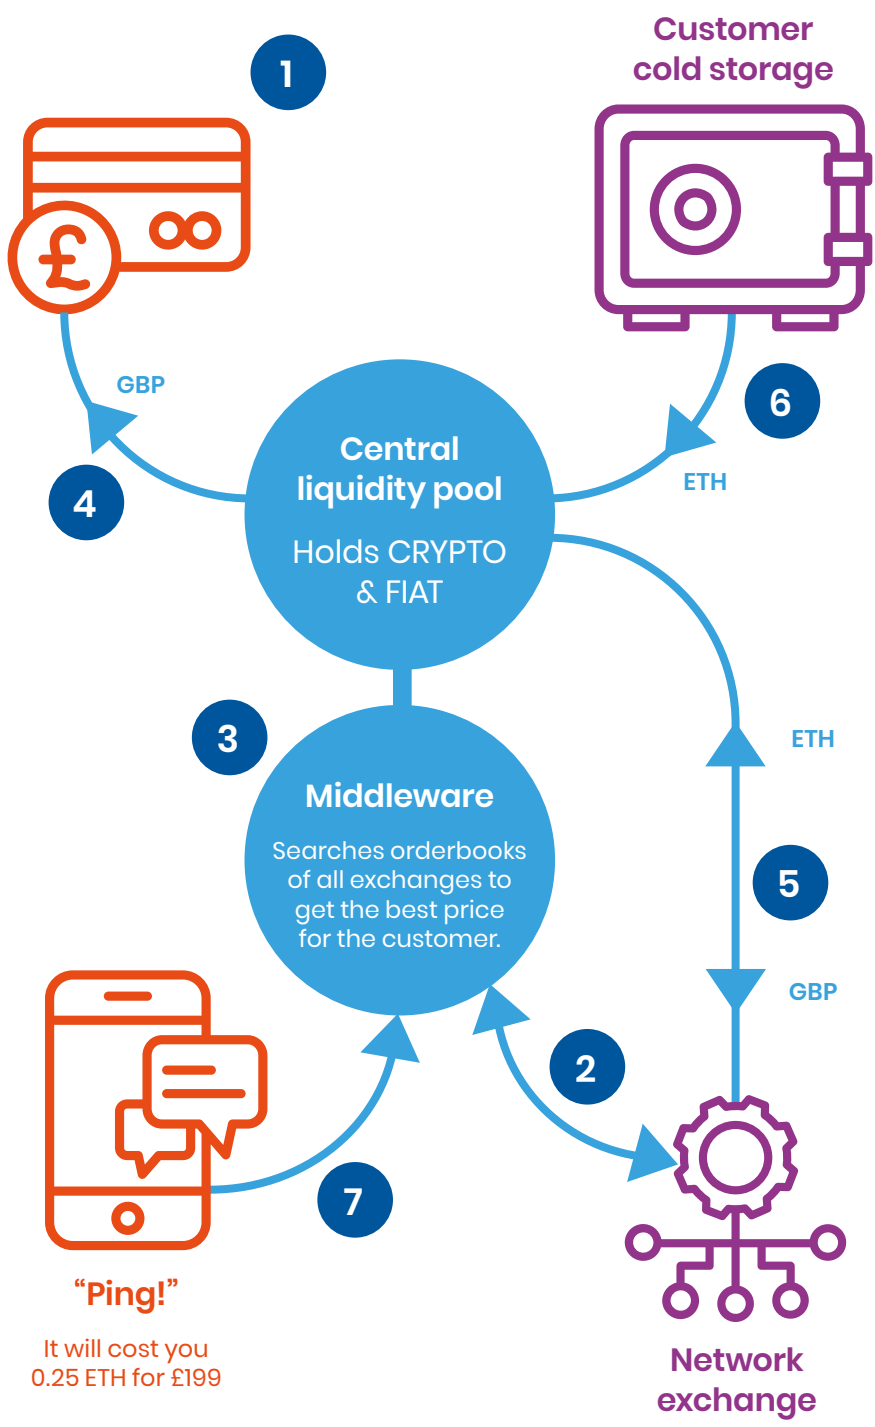 1
Customer
cold storage
£
GBP
6
Central
liquidity pool
ETH
4
Holds CRYPTO
& FIAT
3
ETH
Middleware
Searches orderbooks
of all exchanges to
get the best price
for the customer.
5
GBP
2
7
“Ping!”
It will cost you
0.25 ETH for £199
Network
exchange